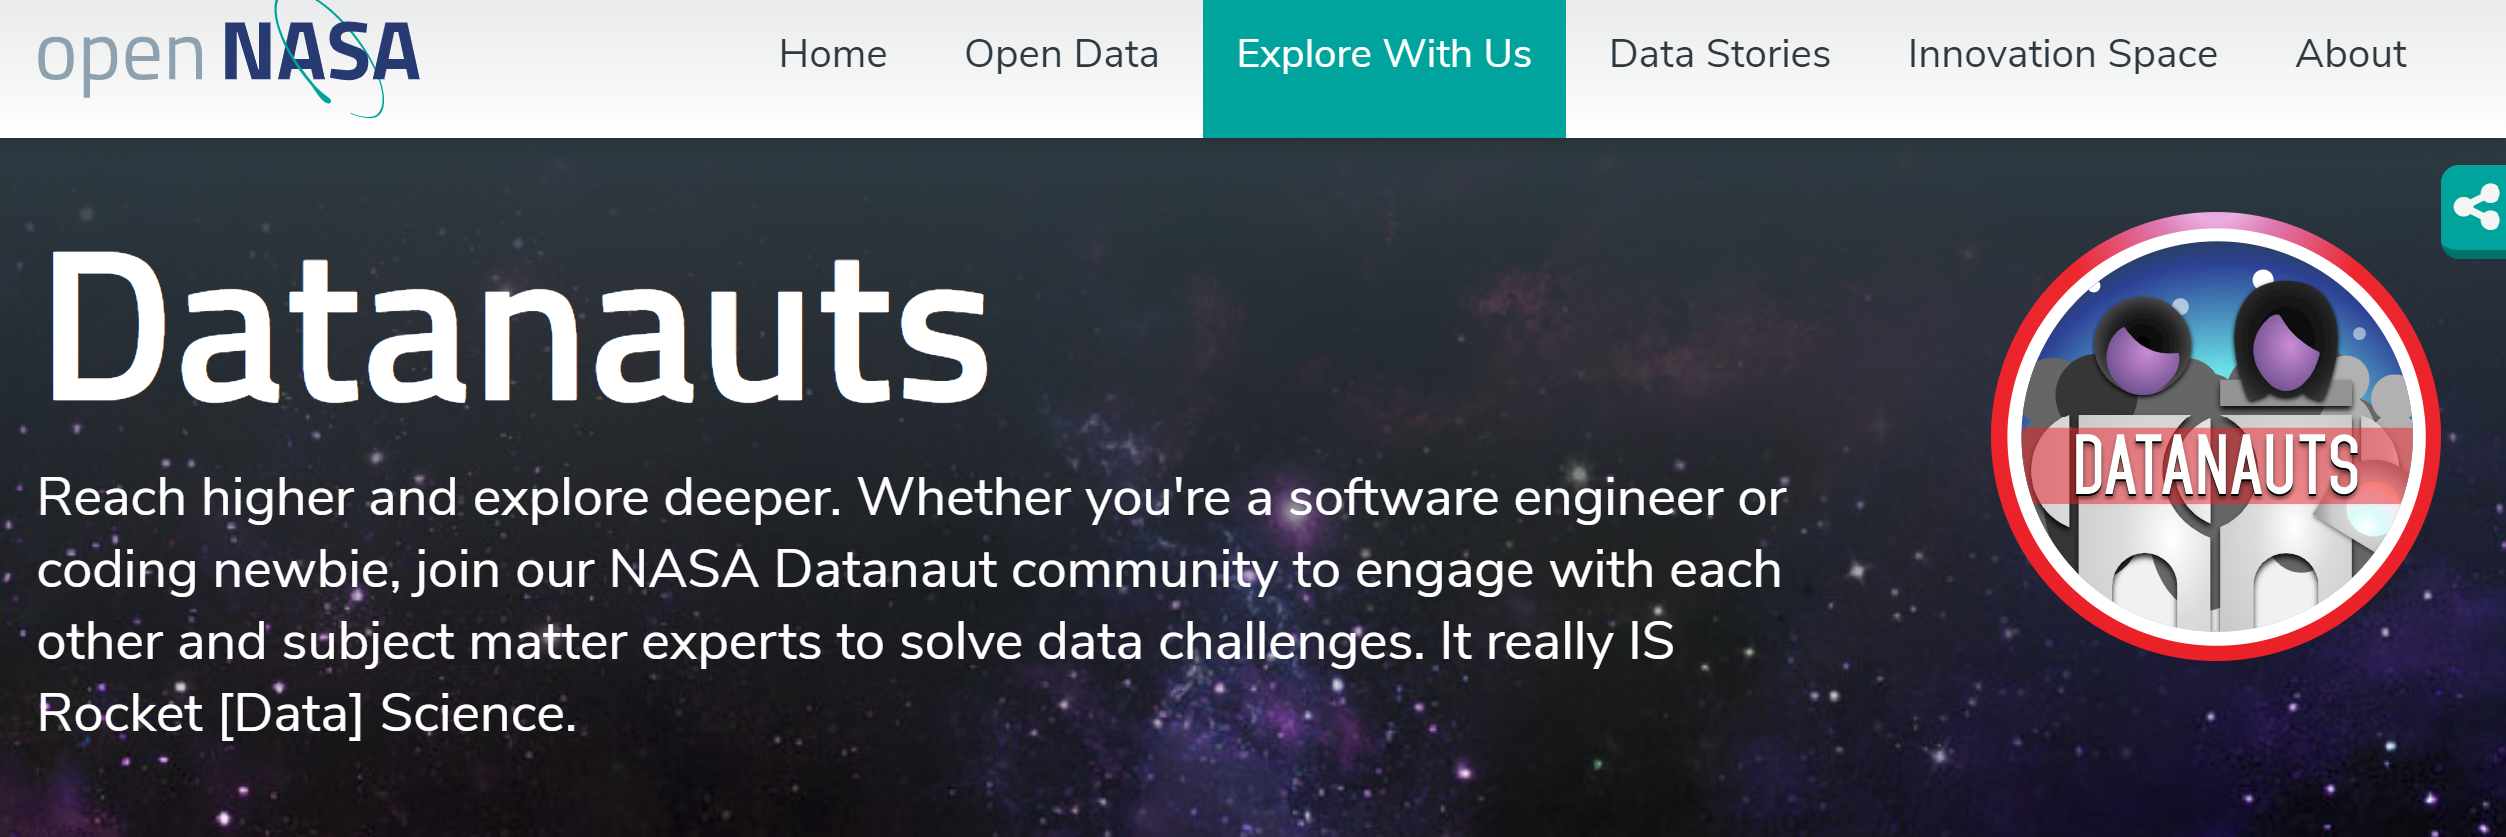 open NASA
Home Open Data Explore With Us Data Stories Innovation Space About
Datanauts
Reach higher and explore deeper. Whether you're a software engineer or
coding newbie, join our NASA Datanaut community to engage with each
other and subject matter experts to solve data challenges. It really IS
Rocket [Data] Science.
DATANAUTS